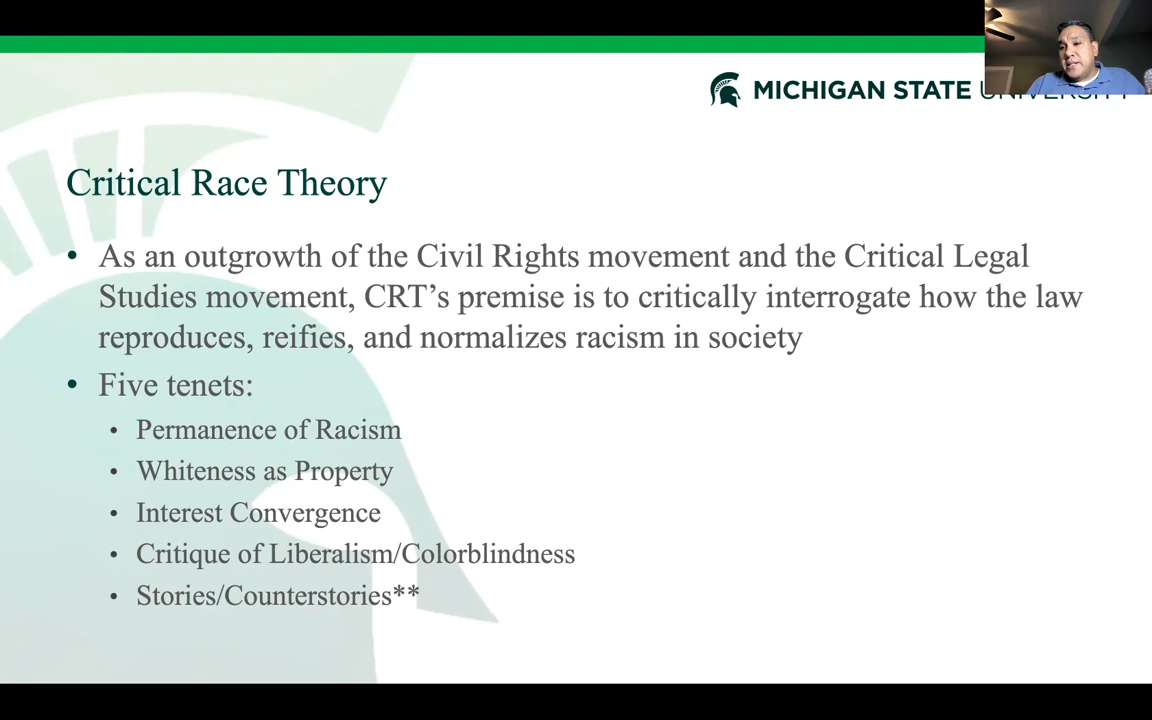 MICHIGAN STATE UNIVERSITY
Critical Race Theory
• As an outgrowth of the Civil Rights movement and the Critical Legal
Studies movement, CRT’s premise is to critically interrogate how the law
reproduces, reifies, and normalizes racism in society
• Five tenets:
• Permanence of Racism
• Whiteness as Property
• Interest Convergence
• Critique of Liberalism/Colorblindness
• Stories/Counterstories**